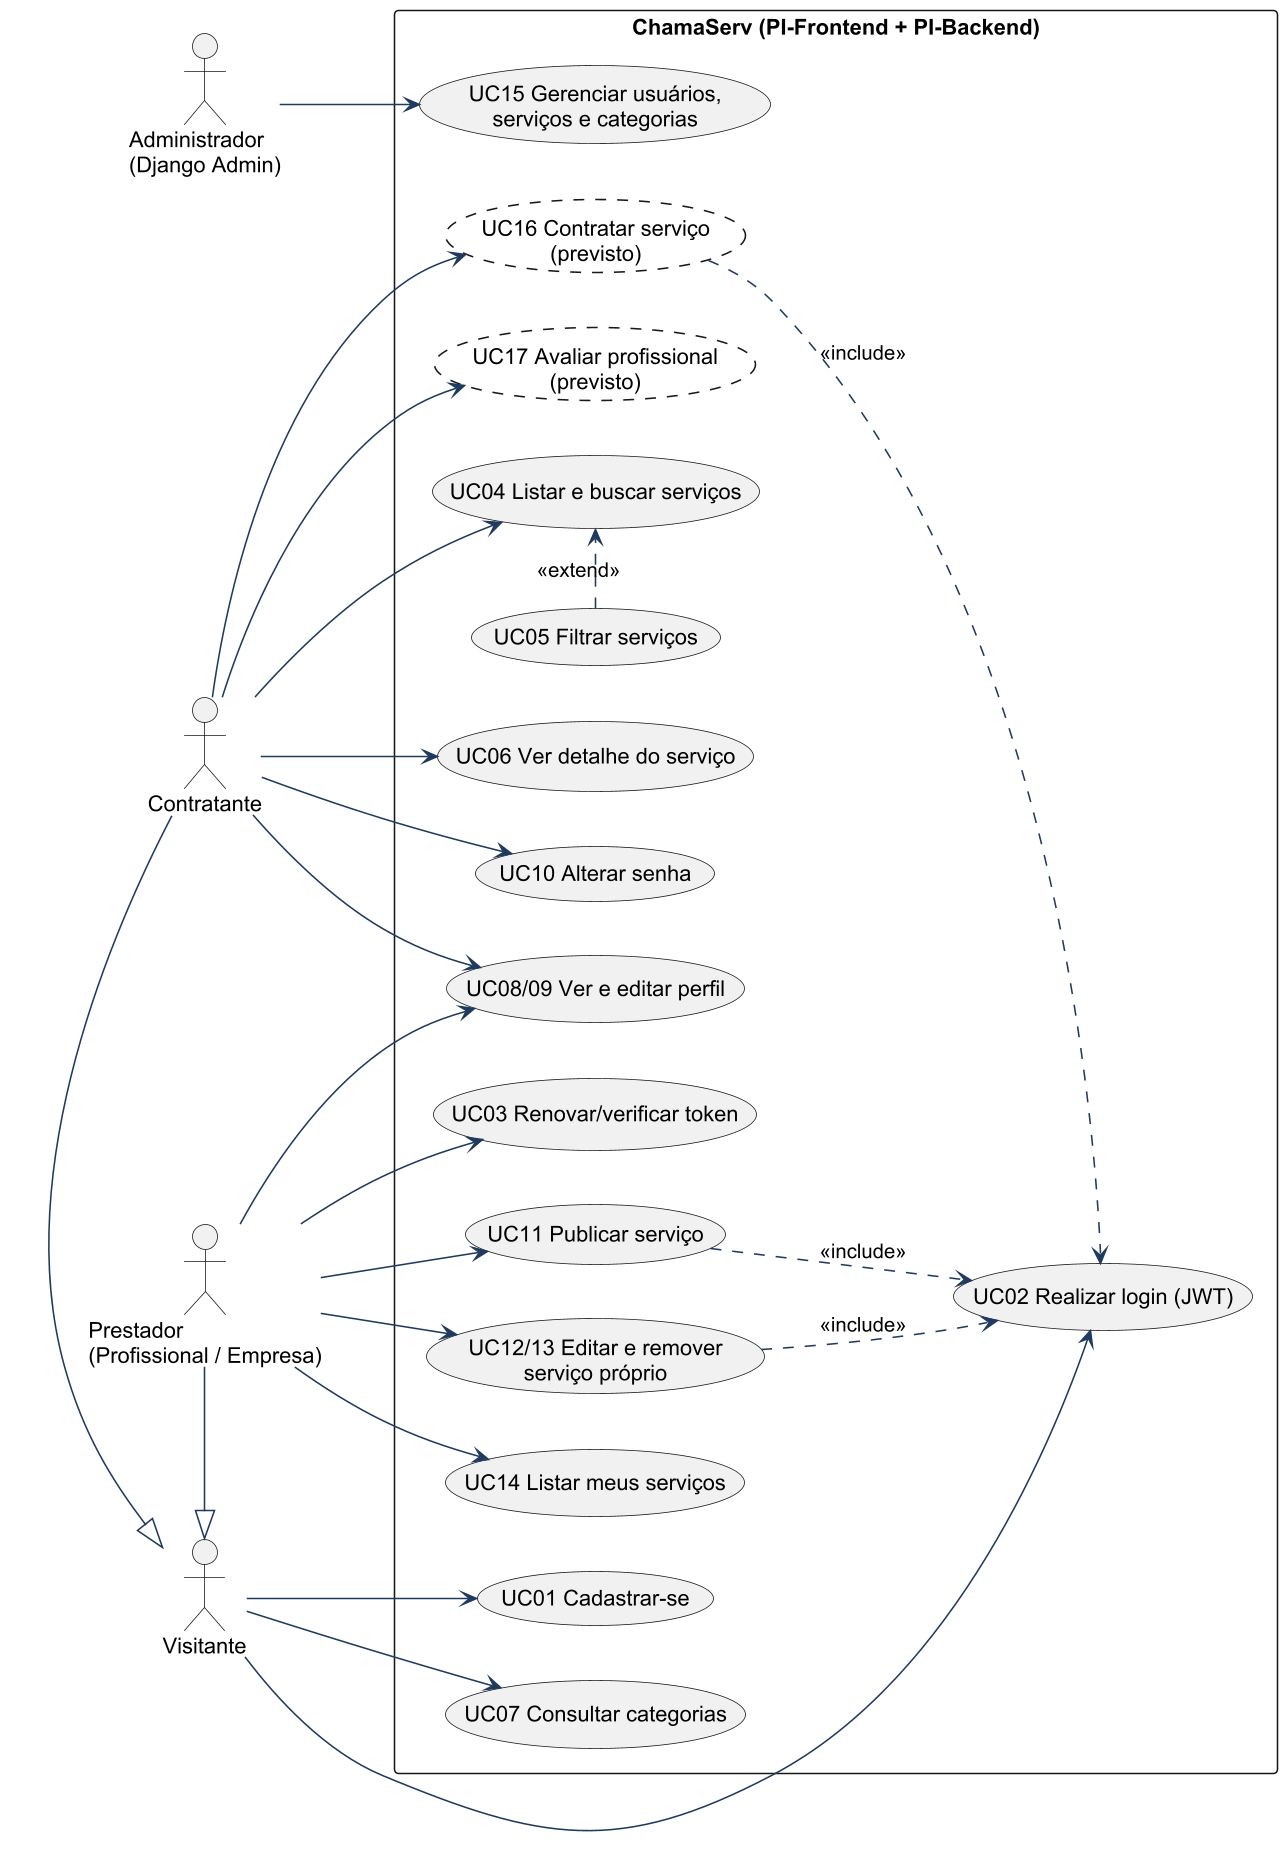 ChamaServ (PI-Frontend + PI-Backend)
Administrador
(Django Admin)
UC15 Gerenciar usuários,
serviços e categorias
UC16 Contratar serviço
(previsto)
«include»
UC17 Avaliar profissional
(previsto)
UC04 Listar e buscar serviços
«extend»
UC05 Filtrar serviços
UC06 Ver detalhe do serviço
Contratante
UC10 Alterar senha
UC08/09 Ver e editar perfil
UC03 Renovar/verificar token
UC11 Publicar serviço
«include»
UC02 Realizar login (JWT)
Prestador
(Profissional / Empresa)
«include»
UC12/13 Editar e remover
serviço próprio
UC14 Listar meus serviços
UC01 Cadastrar-se
Visitante
UC07 Consultar categorias